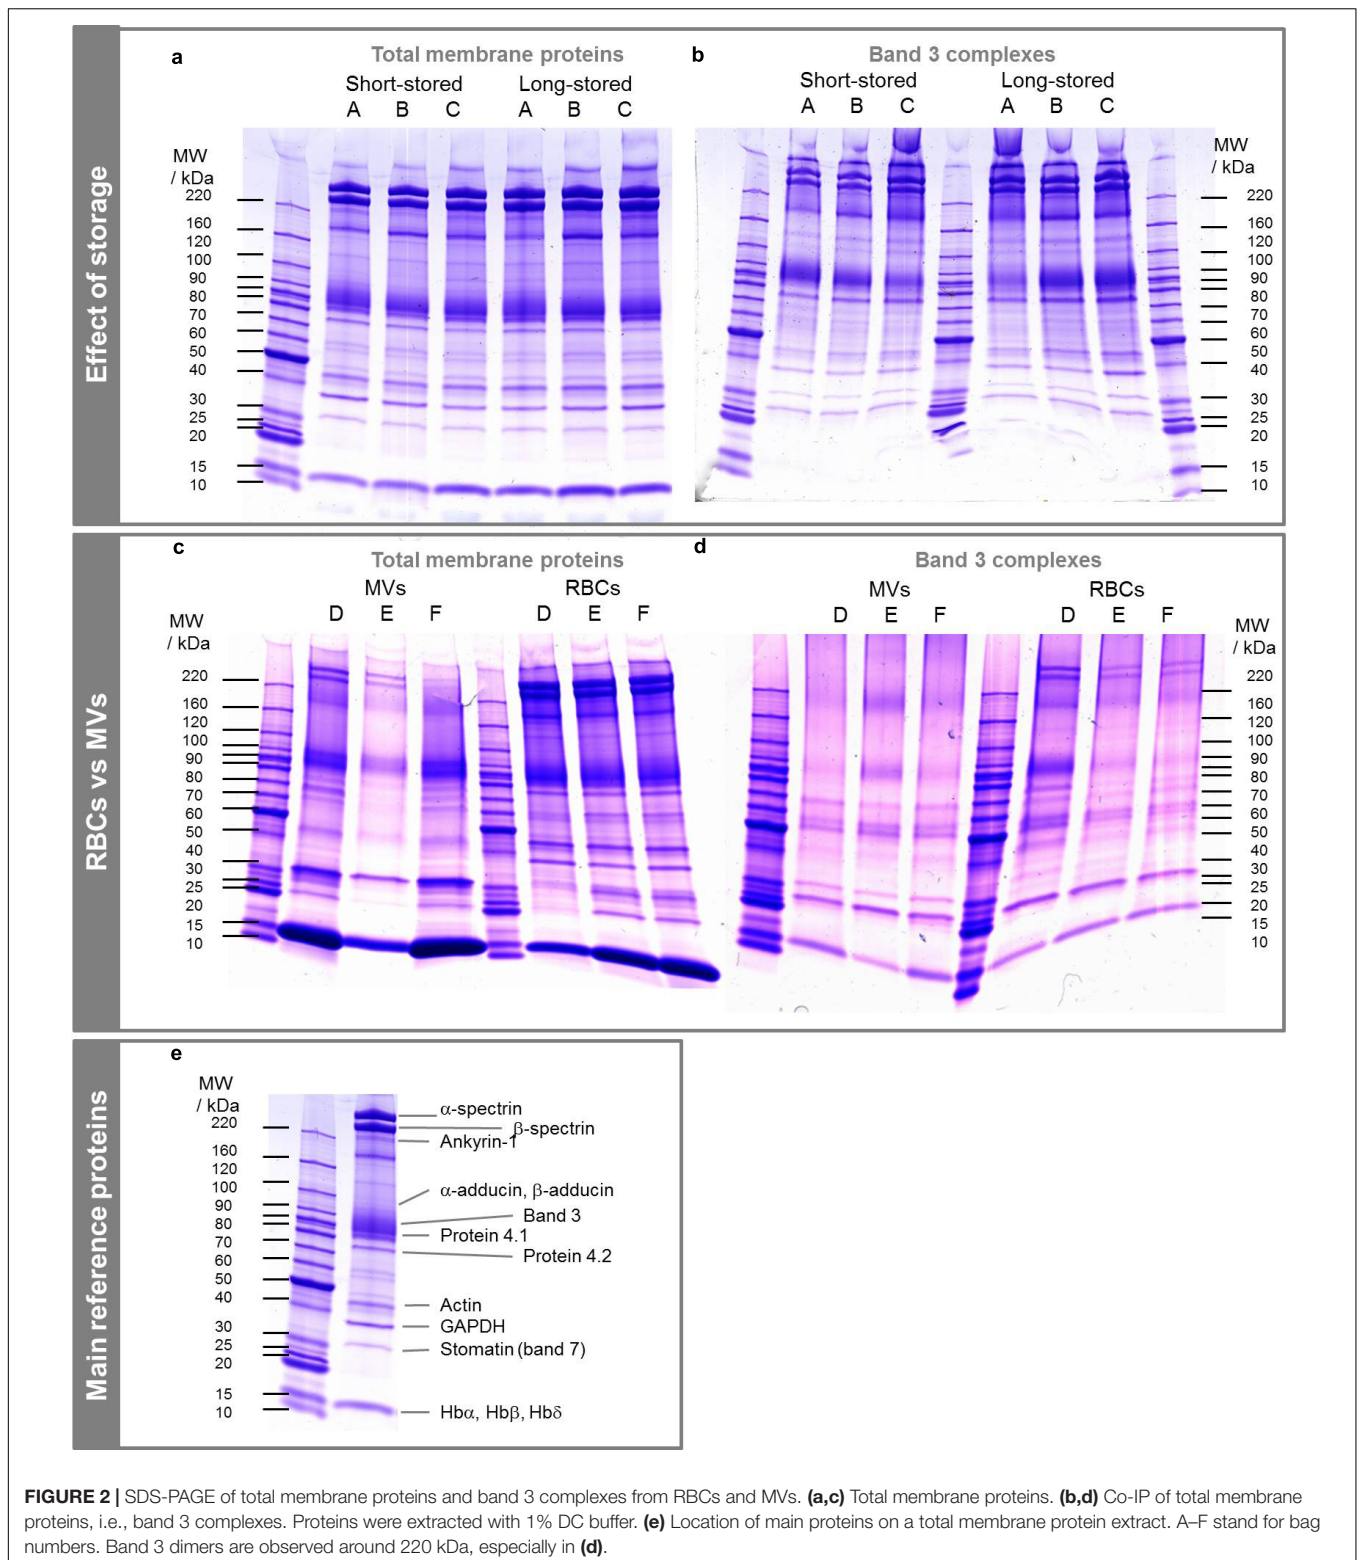 Effect of storage
a
Total membrane proteins
Short-stored Long-stored
A B C A B C
MW
/ kDa
220
160
120
100
90
80
70
60
50
40
30
25
20
15
10
b
Band 3 complexes
Short-stored Long-stored
A B C A B C
MW
/ kDa
220
160
120
100
90
80
70
60
50
40
30
25
20
15
10
RBCs vs MVs
c
Total membrane proteins
MVs RBCs
D E F D E F
MW
/ kDa
220
160
120
100
90
80
70
60
50
40
30
25
20
15
10
d
Band 3 complexes
MVs RBCs
D E F D E F
MW
/ kDa
220
160
120
100
90
80
70
60
50
40
30
25
20
15
10
Main reference proteins
e
MW
/ kDa
220
160
120
100
90
80
70
60
50
40
30
25
20
15
10
α-spectrin
β-spectrin
Ankyrin-1
α-adducin, β-adducin
Band 3
Protein 4.1
Protein 4.2
Actin
GAPDH
Stomatin (band 7)
Hbα, Hbβ, Hbδ
FIGURE 2 | SDS-PAGE of total membrane proteins and band 3 complexes from RBCs and MVs. (a,c) Total membrane proteins. (b,d) Co-IP of total membrane
proteins, i.e., band 3 complexes. Proteins were extracted with 1% DC buffer. (e) Location of main proteins on a total membrane protein extract. A–F stand for bag
numbers. Band 3 dimers are observed around 220 kDa, especially in (d).